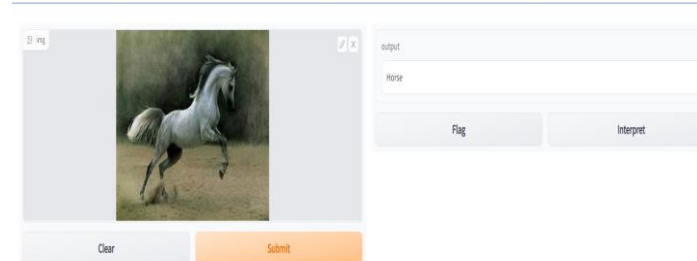 img
output
Horse
Flag
Interpret
Clear
Submit